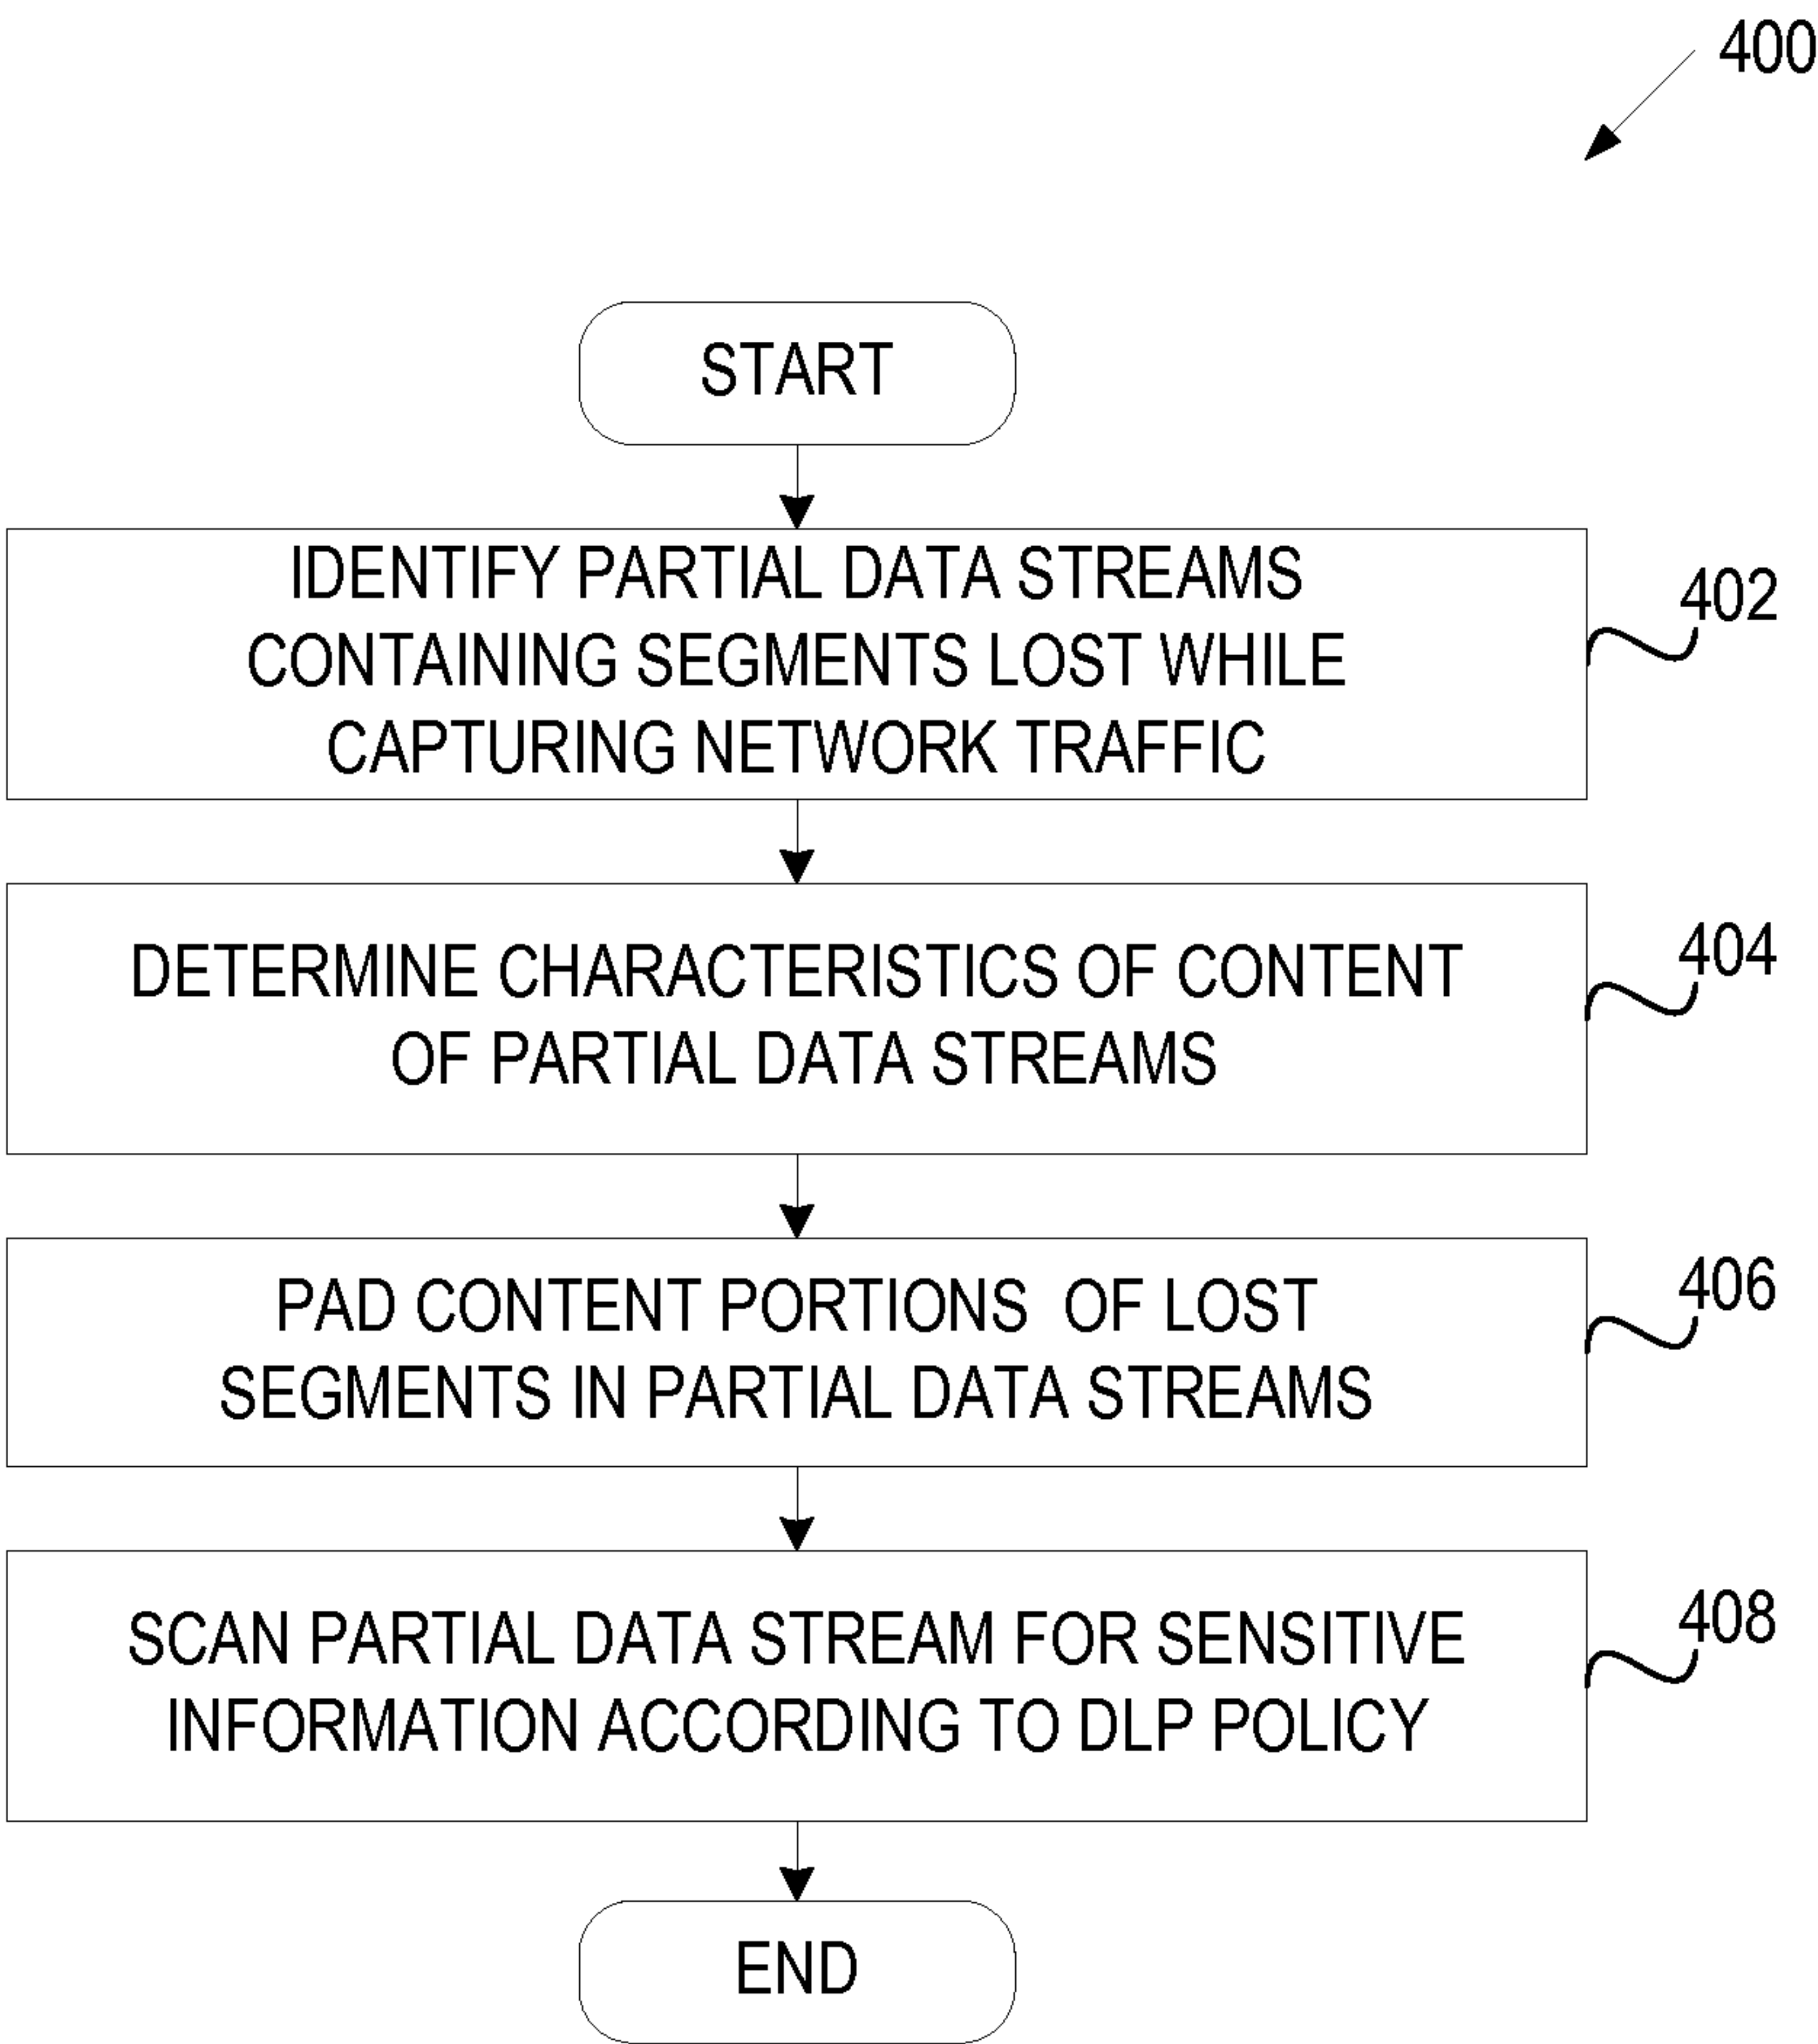 400
START
IDENTIFY PARTIAL DATA STREAMS
CONTAINING SEGMENTS LOST WHILE
CAPTURING NETWORK TRAFFIC
402
DETERMINE CHARACTERISTICS OF CONTENT
OF PARTIAL DATA STREAMS
404
PAD CONTENT PORTIONS OF LOST
SEGMENTS IN PARTIAL DATA STREAMS
406
SCAN PARTIAL DATA STREAM FOR SENSITIVE
INFORMATION ACCORDING TO DLP POLICY
408
END